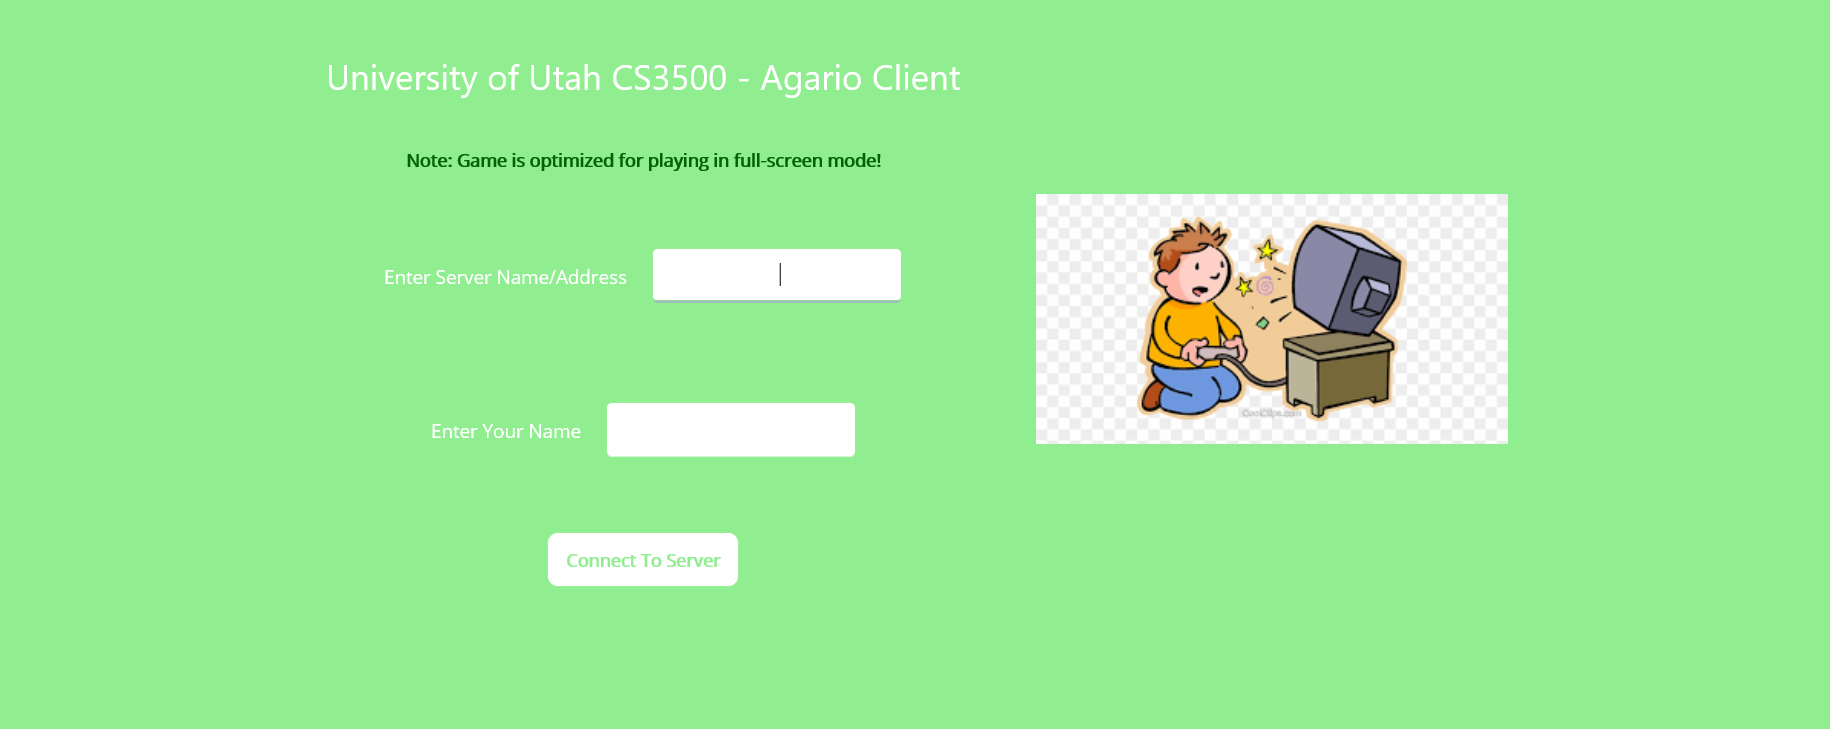 University of Utah CS3500 - Agario Client
Note: Game is optimized for playing in full-screen mode!
Enter Server Name/Address
Enter Your Name
CoolClips.com
Connect To Server